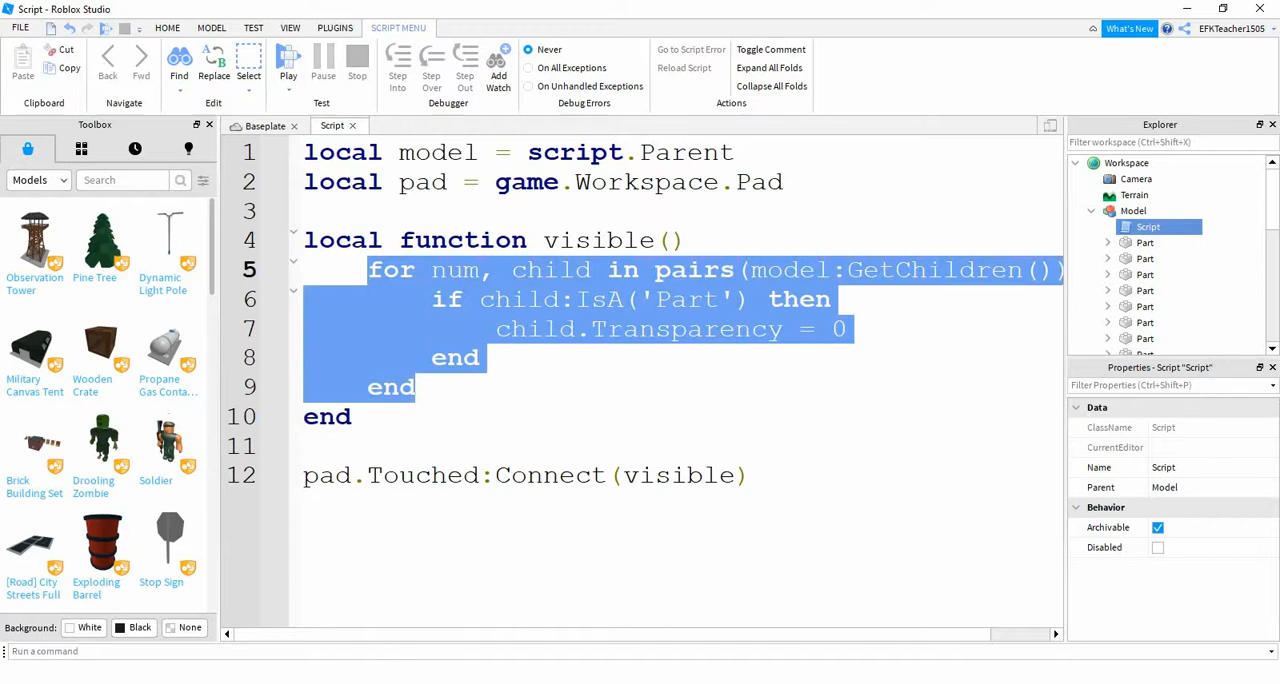 Script - Roblox Studio
FILE HOME MODEL TEST VIEW PLUGINS SCRIPT MENU What's New EFKTeacher1505
Cut
Copy
Paste Back Fwd Find Replace Select Play Pause Stop
Step Into Step Over Step Out Add Watch
Never
On All Exceptions
On Unhandled Exceptions
Go to Script Error
Reload Script
Toggle Comment
Expand All Folds
Collapse All Folds
Clipboard Navigate Edit Test Debugger Debug Errors Actions
Toolbox
Models Search
Observation Tower
Pine Tree
Dynamic Light Pole
Military Canvas Tent
Wooden Crate
Propane Gas Conta...
Brick Building Set
Drooling Zombie
Soldier
[Road] City Streets Full
Exploding Barrel
Stop Sign
Background: White Black None
Baseplate Script
1 local model = script.Parent
2 local pad = game.Workspace.Pad
3
4 local function visible()
5 for num, child in pairs(model:GetChildren())
6 if child:IsA('Part') then
7 child.Transparency = 0
8 end
9 end
10 end
11
12 pad.Touched:Connect(visible)
Explorer
Filter workspace (Ctrl+Shift+X)
Workspace
Camera
Terrain
Model
Script
Part
Part
Part
Part
Part
Part
Part
Part
Properties - Script "Script"
Filter Properties (Ctrl+Shift+P)
Data
ClassName Script
CurrentEditor
Name Script
Parent Model
Behavior
Archivable
Disabled
Run a command